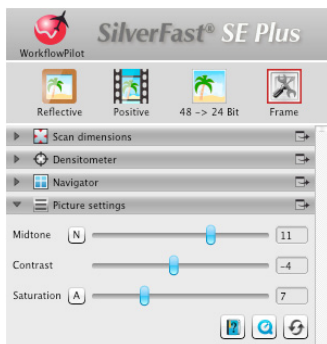 SilverFast® SE Plus
WorkflowPilot
Reflective Positive 48 -> 24 Bit Frame
Scan dimensions
Densitometer
Navigator
Picture settings
Midtone N 11
Contrast -4
Saturation A 7
?